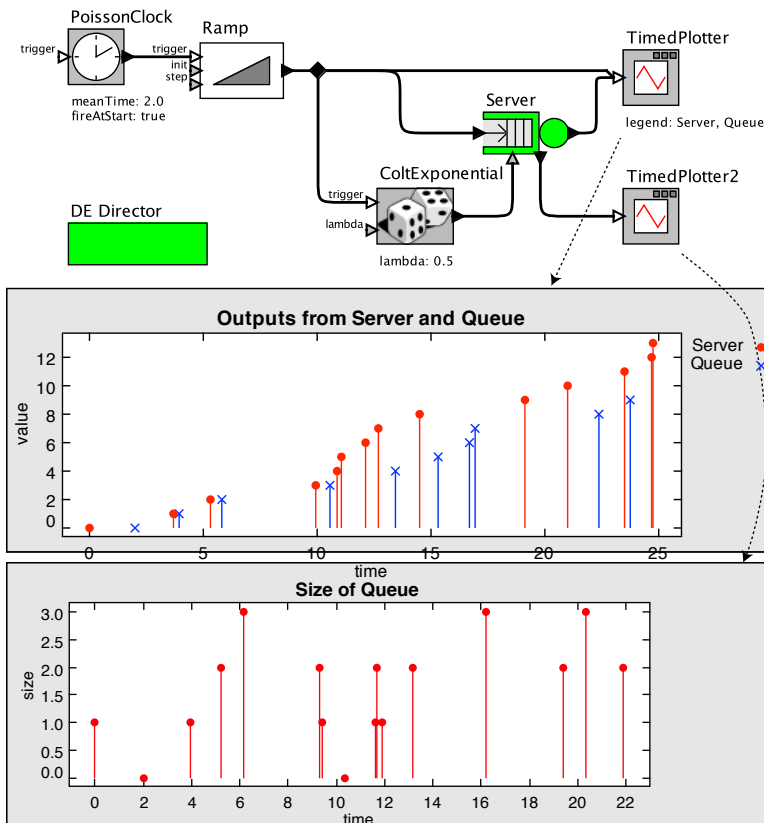 PoissonClock
trigger
meanTime: 2.0
fireAtStart: true
Ramp
trigger
init
step
Server
TimedPlotter
legend: Server, Queue
ColtExponential
trigger
lambda
lambda: 0.5
TimedPlotter2
DE Director
Outputs from Server and Queue
Server
Queue
value
12
10
8
6
4
2
0
0 5 10 15 20 25
time
Size of Queue
size
3.0
2.5
2.0
1.5
1.0
0.5
0.0
0 2 4 6 8 10 12 14 16 18 20 22
time